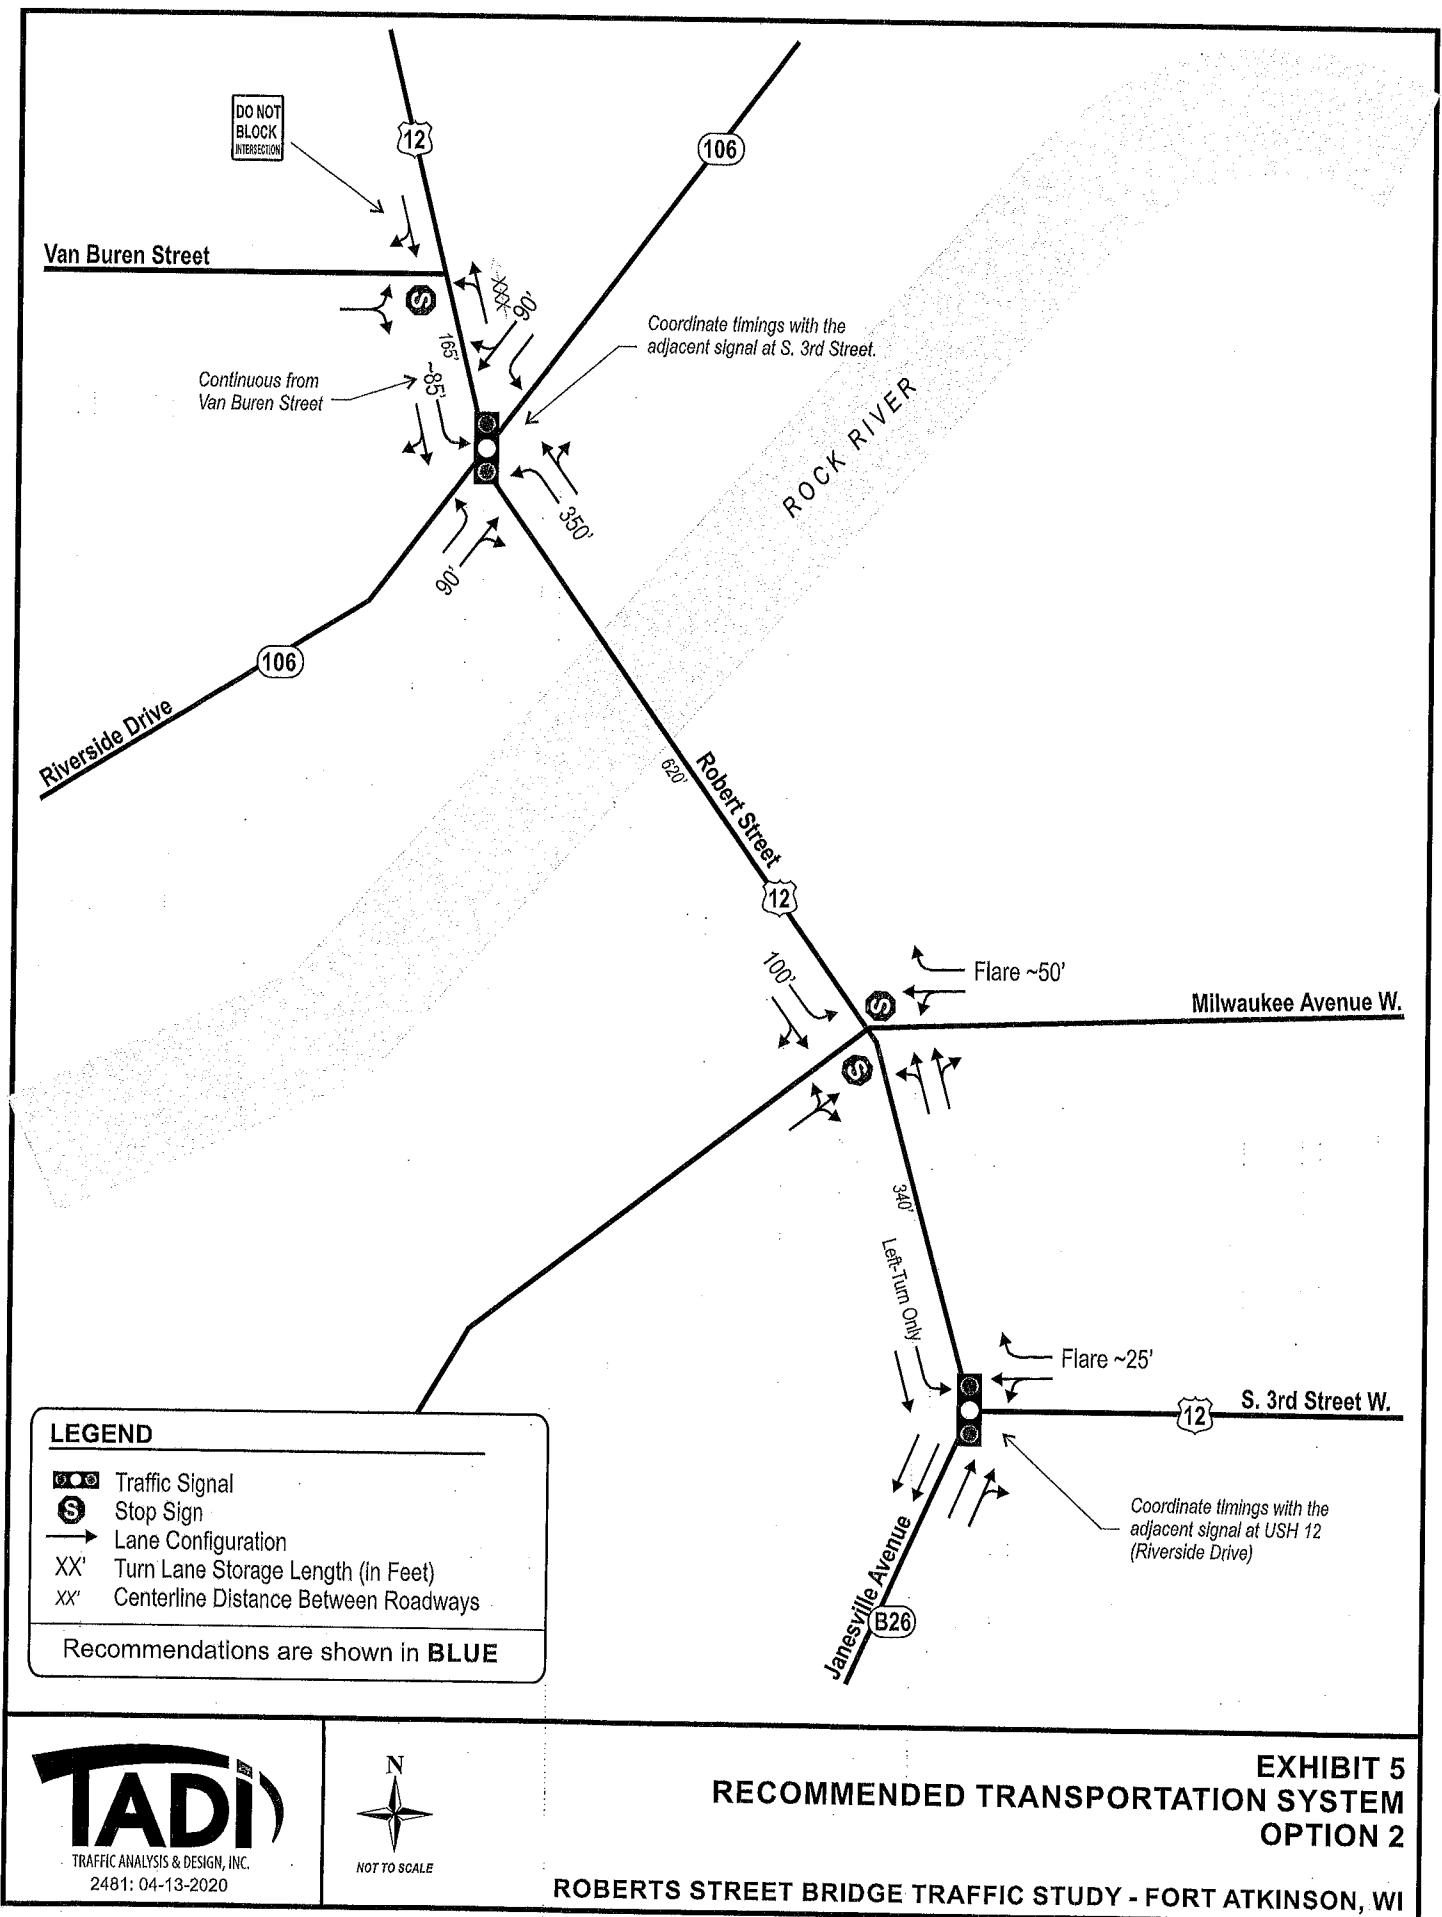 DO NOT
BLOCK
INTERSECTION
12
106
Van Buren Street
S
XXX
90'
165'
Coordinate timings with the
adjacent signal at S. 3rd Street.
Continuous from
Van Buren Street
~85'
350'
90'
ROCK RIVER
106
Riverside Drive
620'
Robert Street
12
100'
Flare ~50'
S
Milwaukee Avenue W.
S
340'
Left-Turn Only
Flare ~25'
S. 3rd Street W.
12
Coordinate timings with the
adjacent signal at USH 12
(Riverside Drive)
Janesville Avenue
B26
LEGEND
Traffic Signal
S Stop Sign
Lane Configuration
XX' Turn Lane Storage Length (in Feet)
XX' Centerline Distance Between Roadways
Recommendations are shown in BLUE
TADI
TRAFFIC ANALYSIS & DESIGN, INC.
2481: 04-13-2020
N
NOT TO SCALE
EXHIBIT 5
RECOMMENDED TRANSPORTATION SYSTEM
OPTION 2
ROBERTS STREET BRIDGE TRAFFIC STUDY - FORT ATKINSON, WI